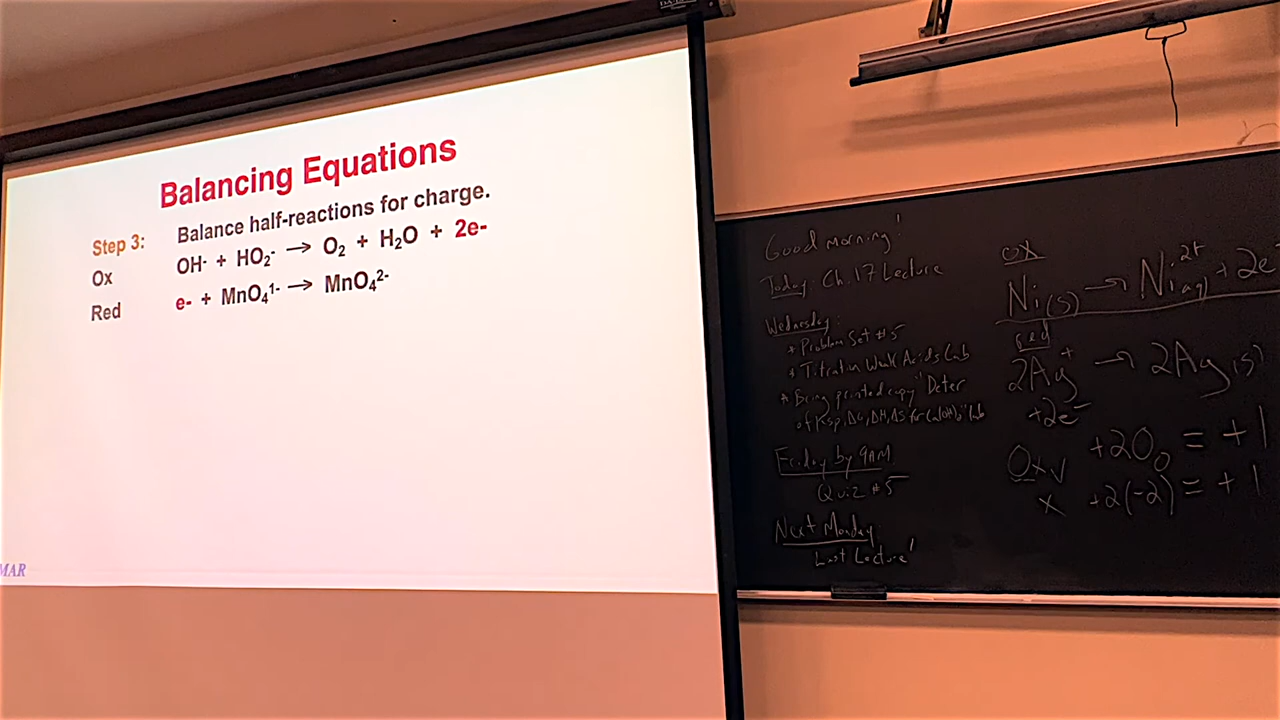 Balancing Equations
Step 3: Balance half-reactions for charge.
Ox OH⁻ + HO₂⁻ → O₂ + H₂O + 2e-
Red e- + MnO₄¹⁻ → MnO₄²⁻
MAR
Good morning!
Today: Ch. 17 Lecture
Wednesday:
* Problem Set #5
* Titration Weak Acids Lab
* Bring printed copy "Deter
of Ksp, ΔG, ΔH, ΔS for Ca(OH)₂" lab
Friday by 9AM
Quiz #5
Next Monday
Last Lecture!
OX
Ni(s) → Ni²⁺(aq) + 2e⁻
red
2Ag⁺ → 2Ag(s)
+2e⁻
Ox +2O = +1
x +2(-2) = +1